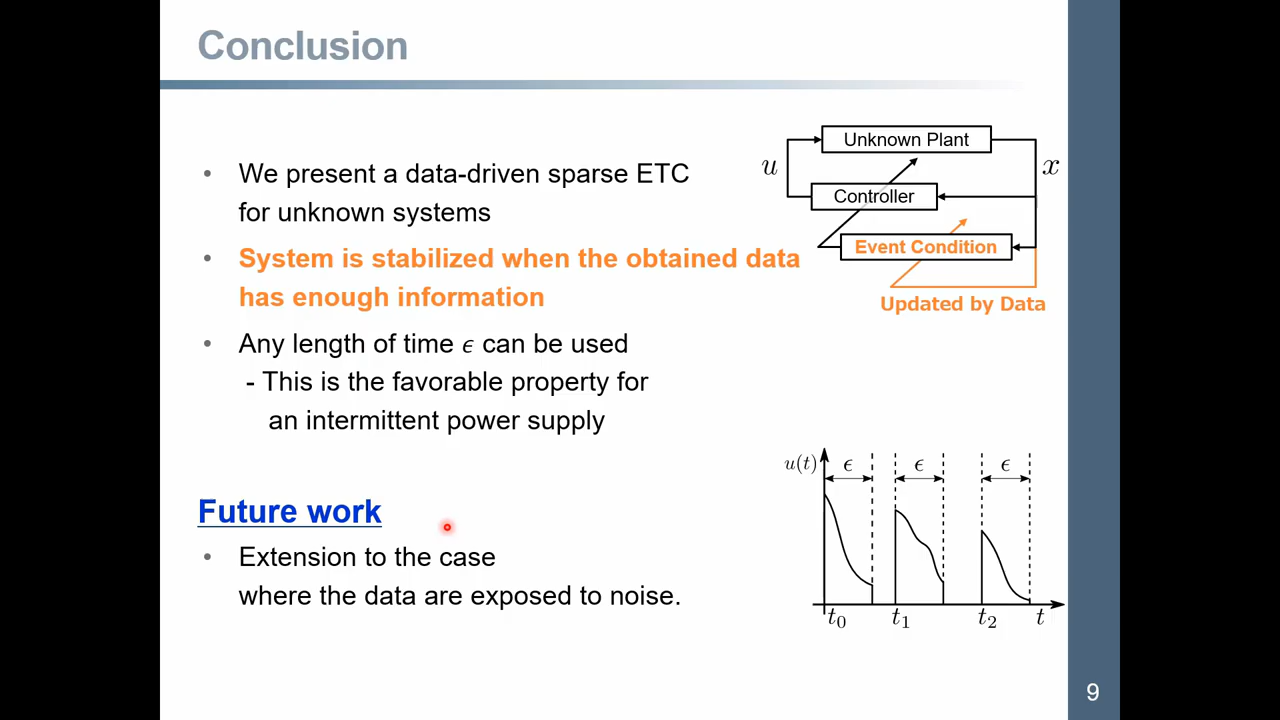 Conclusion
• We present a data-driven sparse ETC
for unknown systems
• System is stabilized when the obtained data
has enough information
• Any length of time ϵ can be used
- This is the favorable property for
an intermittent power supply
Future work
• Extension to the case
where the data are exposed to noise.
Unknown Plant
u
x
Controller
Event Condition
Updated by Data
u(t)
ϵ ϵ ϵ
t₀ t₁ t₂ t
9